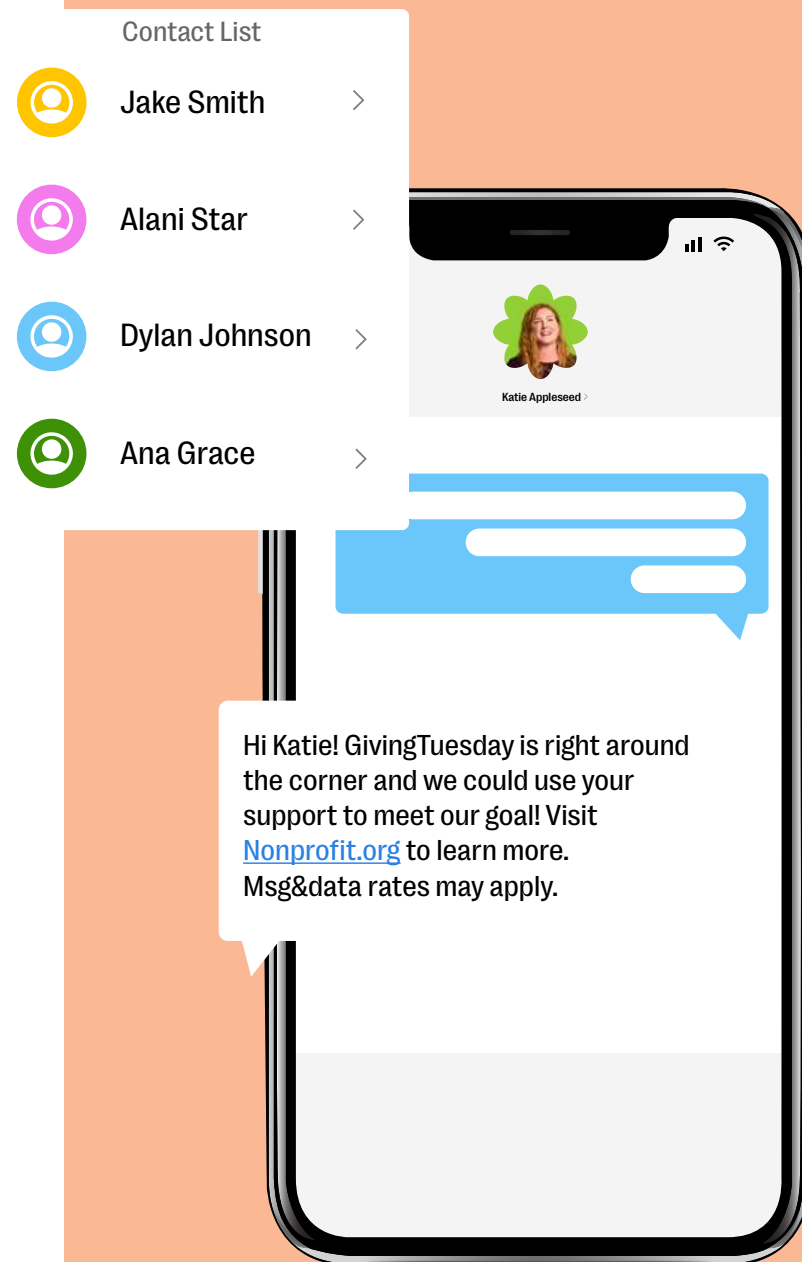 Contact List
Jake Smith
Alani Star
Dylan Johnson
Ana Grace
Katie Appleseed
Hi Katie! GivingTuesday is right around
the corner and we could use your
support to meet our goal! Visit
Nonprofit.org to learn more.
Msg&data rates may apply.